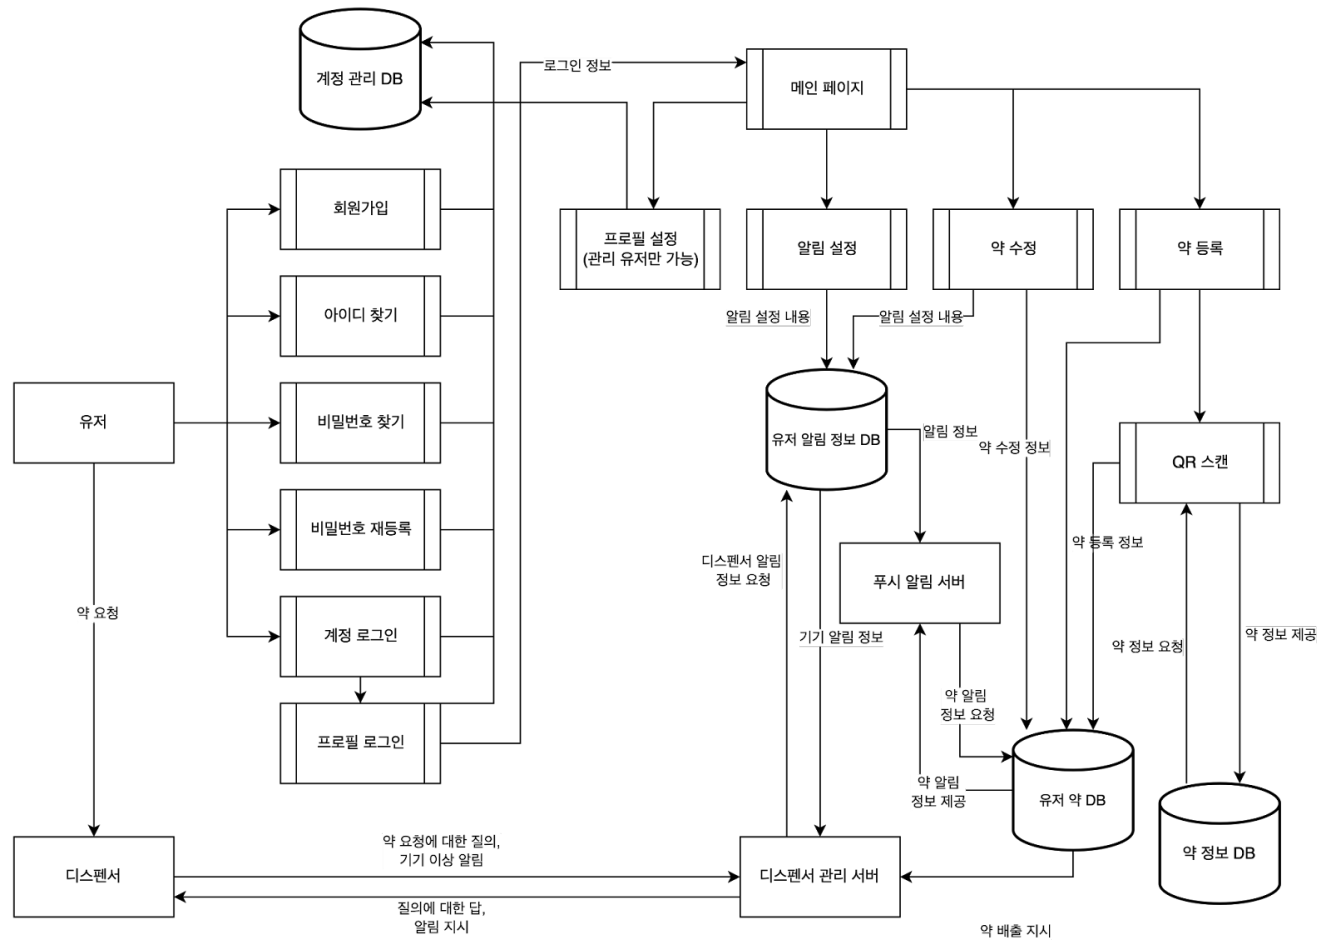 계정 관리 DB
로그인 정보
메인 페이지
회원가입
프로필 설정
(관리 유저만 가능)
알림 설정
약 수정
약 등록
아이디 찾기
알림 설정 내용
알림 설정 내용
유저
비밀번호 찾기
유저 알림 정보 DB
알림 정보
약 수정 정보
QR 스캔
비밀번호 재등록
약 등록 정보
디스펜서 알림
정보 요청
푸시 알림 서버
약 요청
계정 로그인
기기 알림 정보
약 정보 요청
약 정보 제공
약 알림
정보 요청
프로필 로그인
약 알림
정보 제공
유저 약 DB
약 정보 DB
디스펜서
약 요청에 대한 질의,
기기 이상 알림
디스펜서 관리 서버
질의에 대한 답,
알림 지시
약 배출 지시